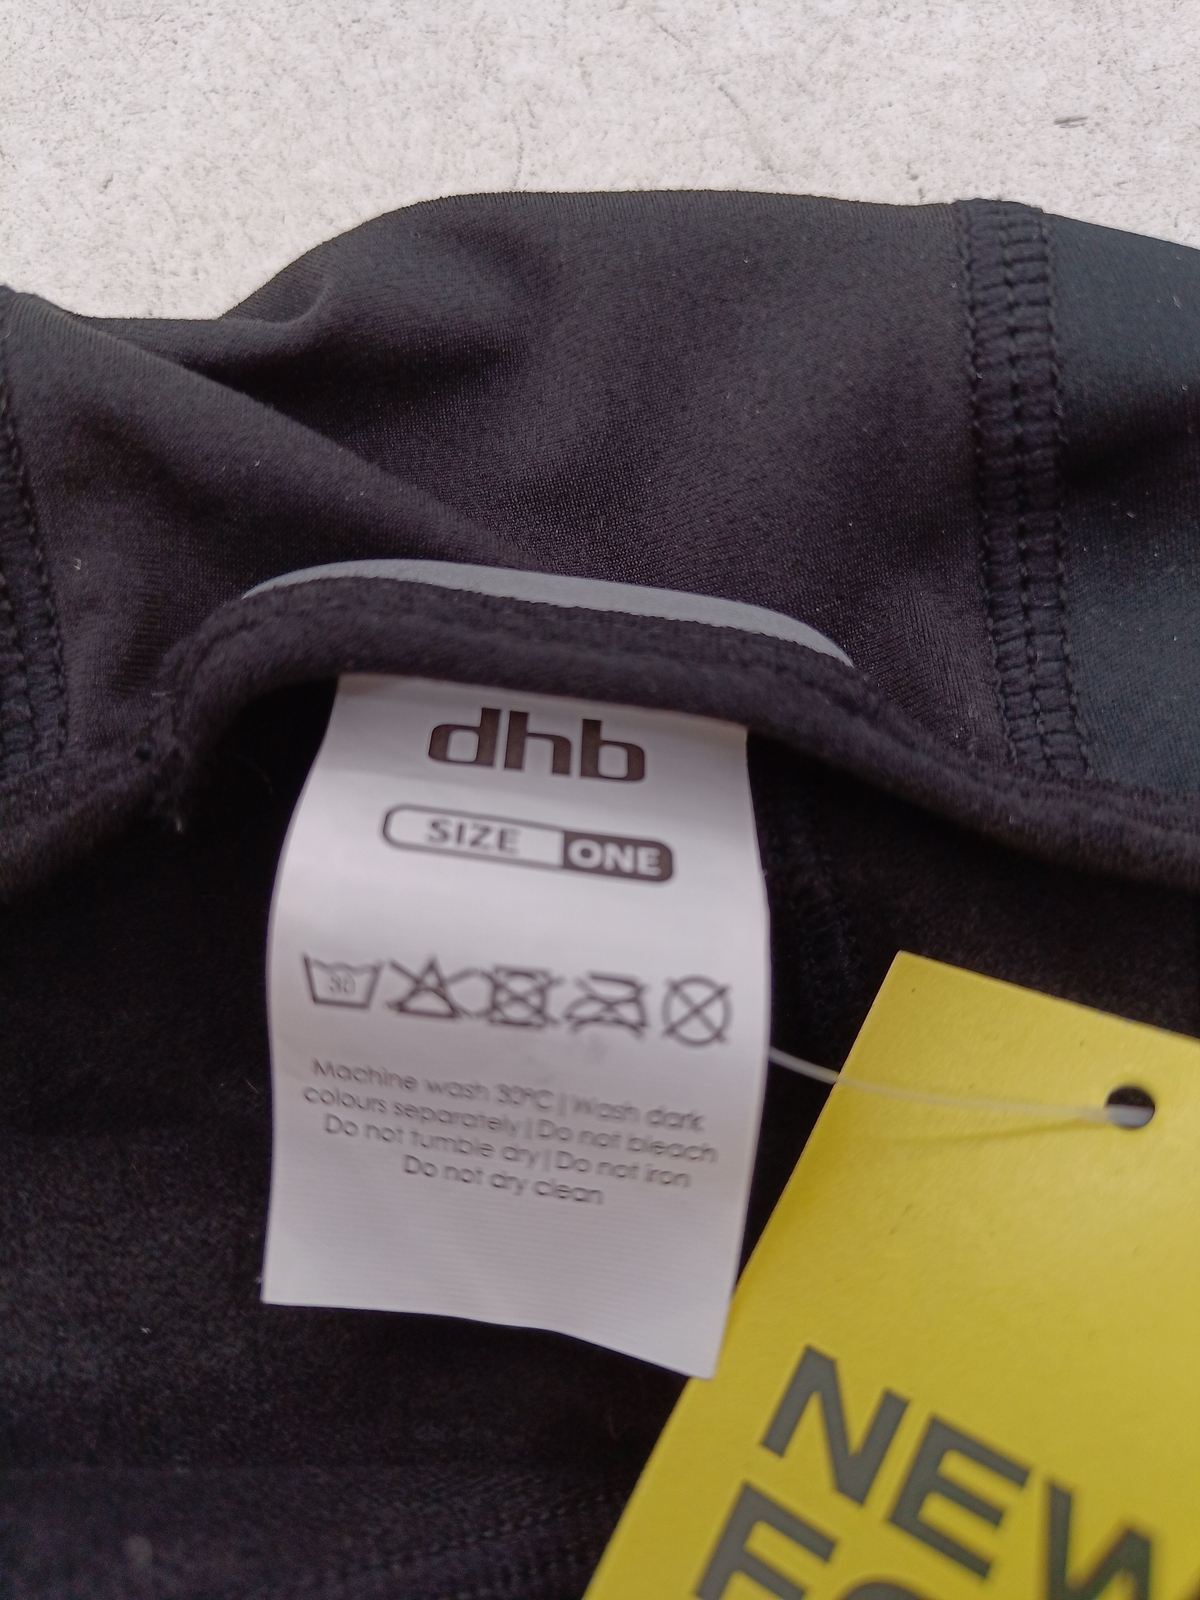 dhb
SIZE ONE
30
Machine wash 30°C | Wash dark
colours separately | Do not bleach
Do not tumble dry | Do not iron
Do not dry clean
NEW